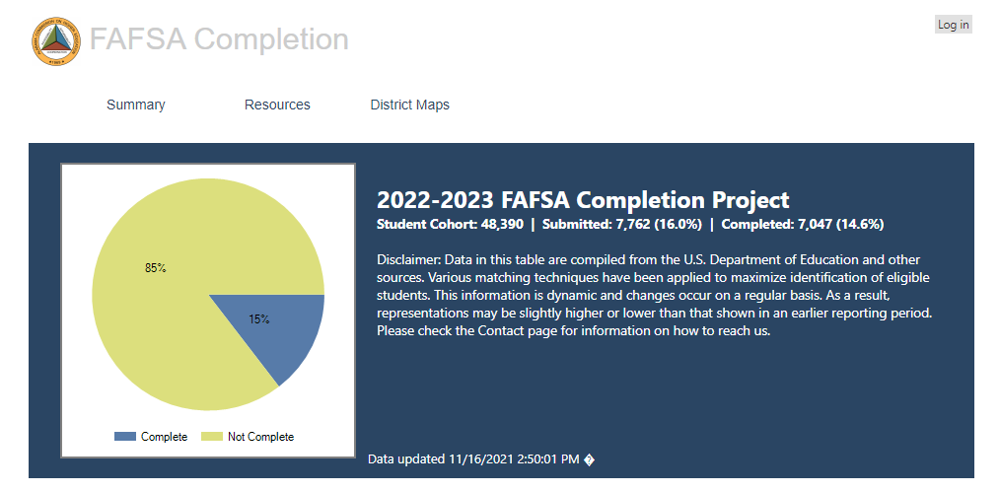 FAFSA Completion
Log in
Summary
Resources
District Maps
85%
15%
Complete
Not Complete
2022-2023 FAFSA Completion Project
Student Cohort: 48,390 | Submitted: 7,762 (16.0%) | Completed: 7,047 (14.6%)
Disclaimer: Data in this table are compiled from the U.S. Department of Education and other
sources. Various matching techniques have been applied to maximize identification of eligible
students. This information is dynamic and changes occur on a regular basis. As a result,
representations may be slightly higher or lower than that shown in an earlier reporting period.
Please check the Contact page for information on how to reach us.
Data updated 11/16/2021 2:50:01 PM �